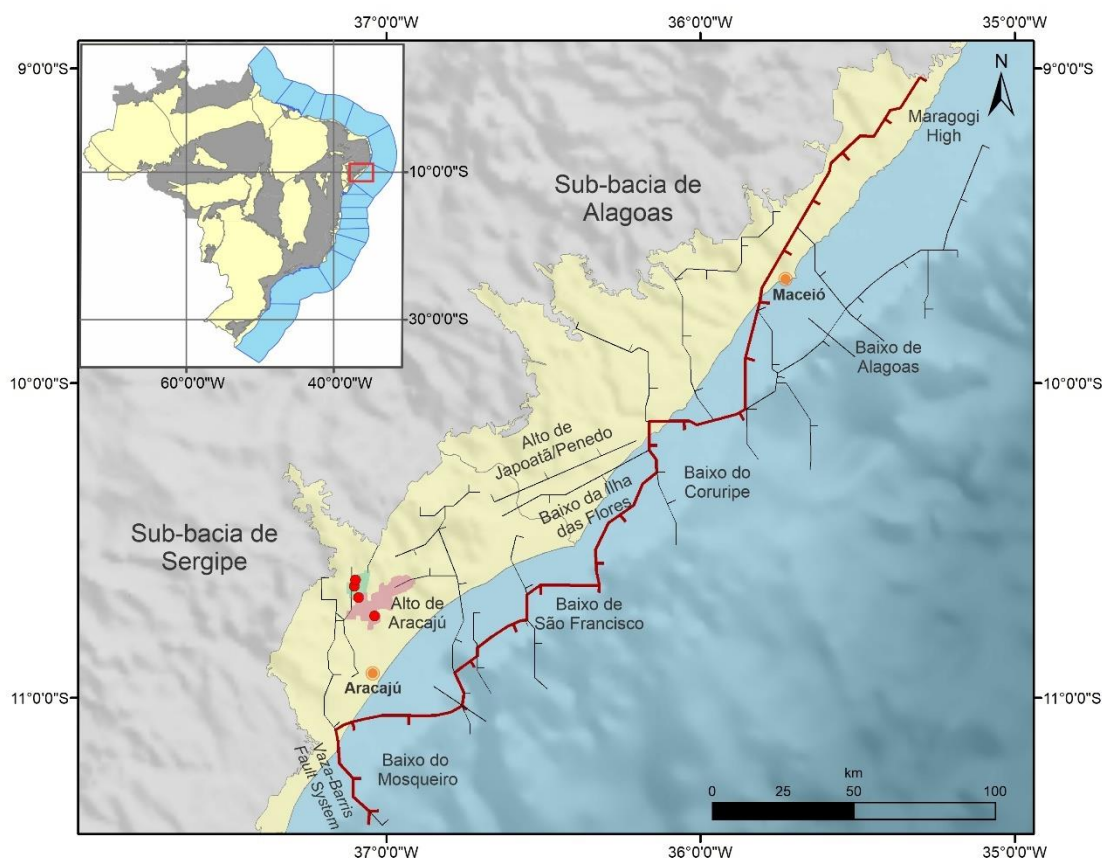 37°0'0"W
36°0'0"W
35°0'0"W
9°0'0"S
9°0'0"S
N
Maragogi
High
10°0'0"S
Sub-bacia de
Alagoas
Maceió
30°0'0"S
Baixo de
Alagoas
60°0'0"W
40°0'0"W
10°0'0"S
10°0'0"S
Alto de
Japoatã/Penedo
Baixo do
Coruripe
Baixo da Ilha
das Flores
Sub-bacia de
Sergipe
Alto de
Aracajú
Baixo de
São Francisco
Aracajú
11°0'0"S
11°0'0"S
Vaza-Barris
Fault System
Baixo do
Mosqueiro
km
0
25
50
100
37°0'0"W
36°0'0"W
35°0'0"W